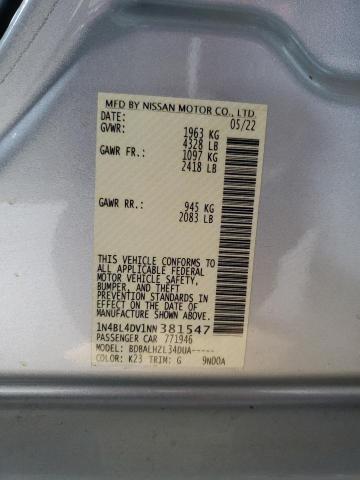 MFD BY NISSAN MOTOR CO., LTD.
DATE: 05/22
GVWR: 1963 KG
4328 LB
GAWR FR.: 1097 KG
2418 LB
GAWR RR.: 945 KG
2083 LB
THIS VEHICLE CONFORMS TO
ALL APPLICABLE FEDERAL
MOTOR VEHICLE SAFETY,
BUMPER, AND THEFT
PREVENTION STANDARDS IN
EFFECT ON THE DATE OF
MANUFACTURE SHOWN ABOVE.
1N4BL4DV1NN381547
PASSENGER CAR 771946
MODEL: BDBALHZL34DUA-----
COLOR: K23 TRIM: G 9N00A